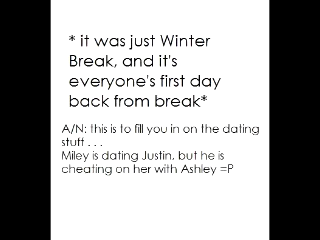 * it was just Winter
Break, and it's
everyone's first day
back from break*
A/N: this is to fill you in on the dating
stuff . . .
Miley is dating Justin, but he is
cheating on her with Ashley =P